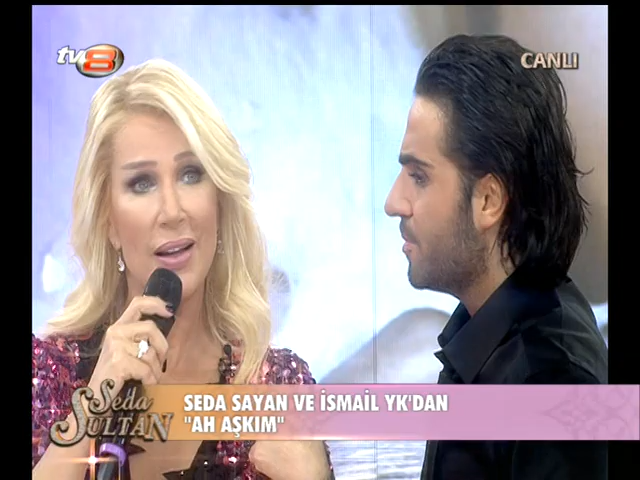 tv8
CANLI
Seda
SULTAN
SEDA SAYAN VE İSMAİL YK'DAN
"AH AŞKIM"